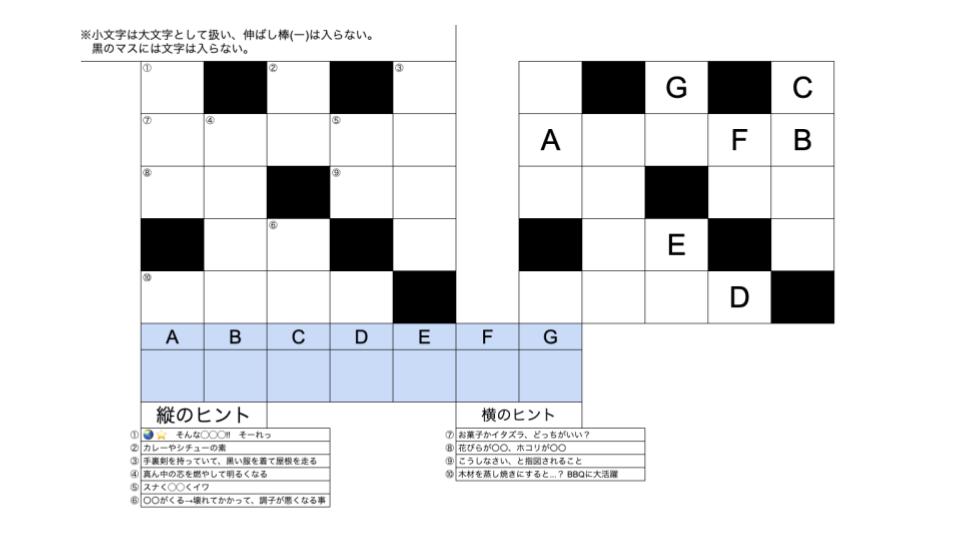 ※小文字は大文字として扱い、伸ばし棒(ー)は入らない。
黒のマスには文字は入らない。
① ② ③
⑦ ④ ⑤
⑧ ⑨
⑥
⑩
G C
A F B
E
D
A B C D E F G
縦のヒント
①🌏⭐ そんな○○○!! そーれっ
②カレーやシチューの素
③手裏剣を持っていて、黒い服を着て屋根を走る
④真ん中の芯を燃やして明るくなる
⑤スナく○○くイワ
⑥〇〇がくる→壊れてかかって、調子が悪くなる事
横のヒント
⑦お菓子かイタズラ、どっちがいい？
⑧花びらが〇〇、ホコリが〇〇
⑨こうしなさい、と指図されること
⑩木材を蒸し焼きにすると...？ BBQに大活躍